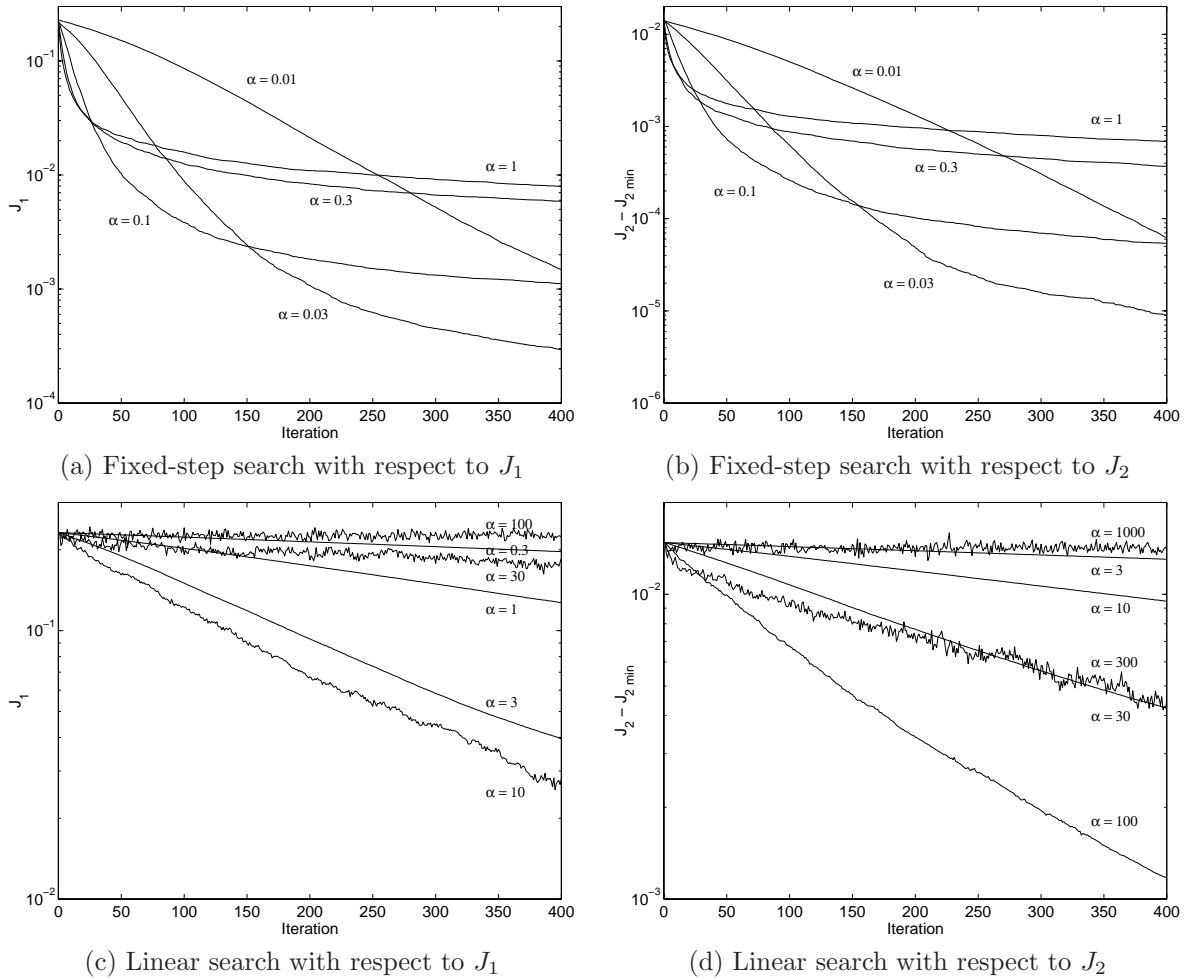 10^-1
10^-2
10^-3
10^-4
J_1
α = 0.01
α = 1
α = 0.3
α = 0.1
α = 0.03
0 50 100 150 200 250 300 350 400
Iteration
(a) Fixed-step search with respect to J_1
10^-2
10^-3
10^-4
10^-5
10^-6
J_2 − J_2 min
α = 0.01
α = 1
α = 0.3
α = 0.1
α = 0.03
0 50 100 150 200 250 300 350 400
Iteration
(b) Fixed-step search with respect to J_2
10^-1
10^-2
J_1
α = 100
α = 0.3
α = 30
α = 1
α = 3
α = 10
0 50 100 150 200 250 300 350 400
Iteration
(c) Linear search with respect to J_1
10^-2
10^-3
J_2 − J_2 min
α = 1000
α = 3
α = 10
α = 300
α = 30
α = 100
0 50 100 150 200 250 300 350 400
Iteration
(d) Linear search with respect to J_2